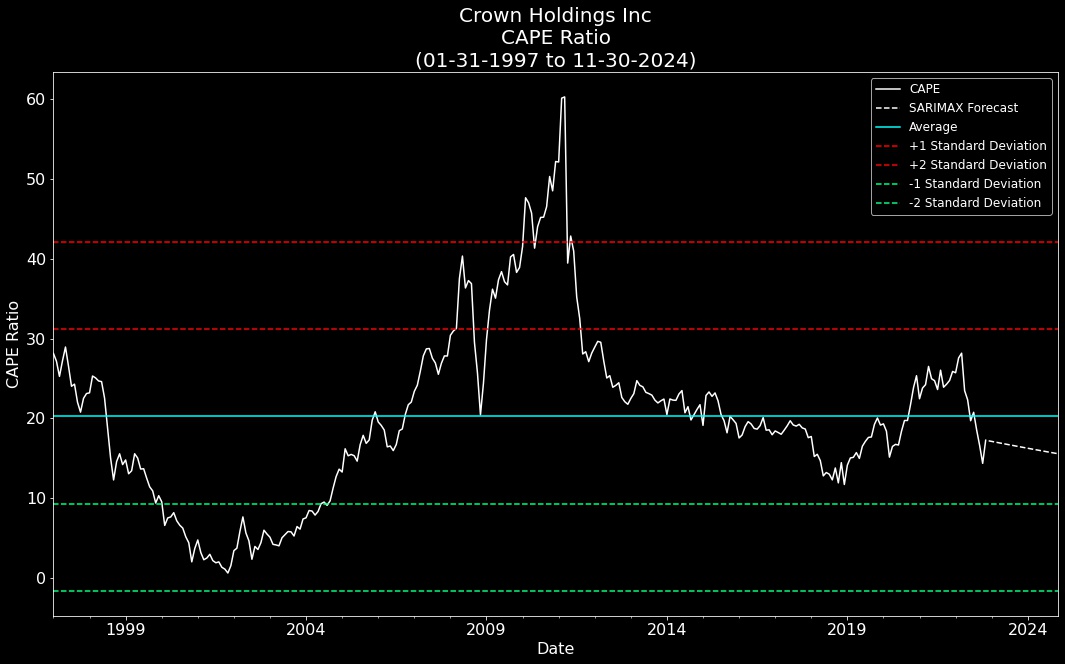 Crown Holdings Inc
CAPE Ratio
(01-31-1997 to 11-30-2024)
CAPE
SARIMAX Forecast
Average
+1 Standard Deviation
+2 Standard Deviation
-1 Standard Deviation
-2 Standard Deviation
CAPE Ratio
60
50
40
30
20
10
0
1999 2004 2009 2014 2019 2024
Date